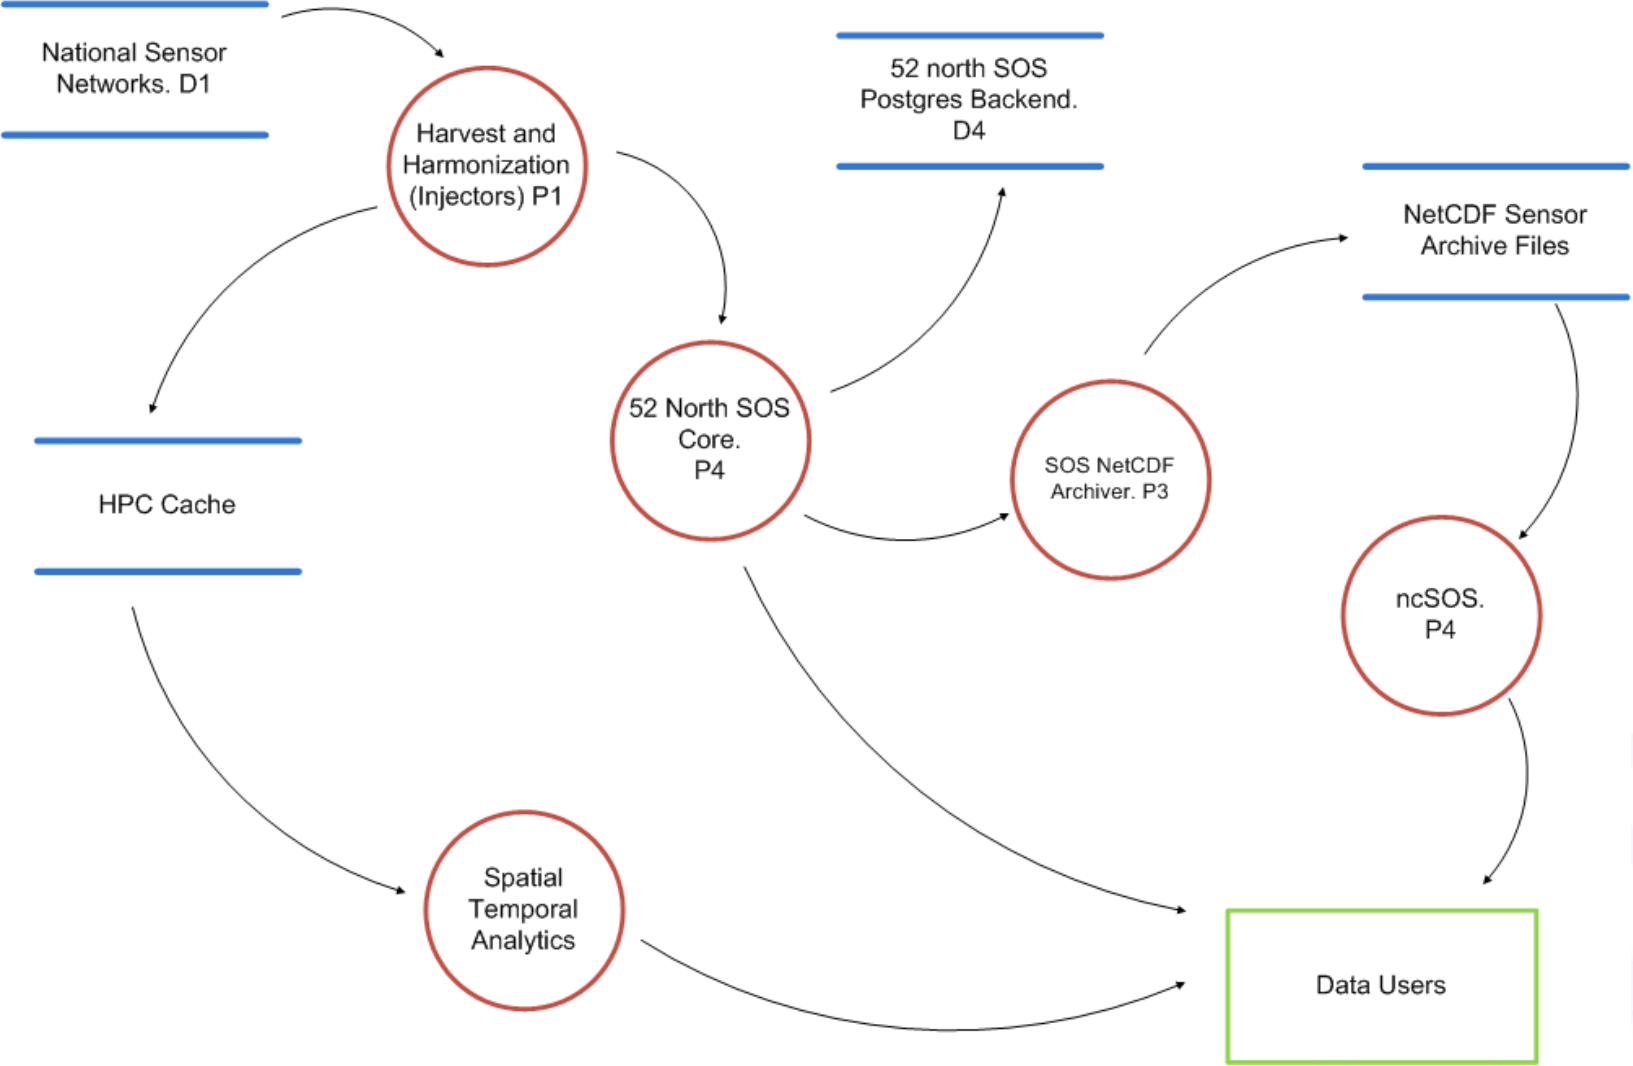 National Sensor
Networks. D1
Harvest and
Harmonization
(Injectors) P1
52 north SOS
Postgres Backend.
D4
NetCDF Sensor
Archive Files
HPC Cache
52 North SOS
Core.
P4
SOS NetCDF
Archiver. P3
ncSOS.
P4
Spatial
Temporal
Analytics
Data Users